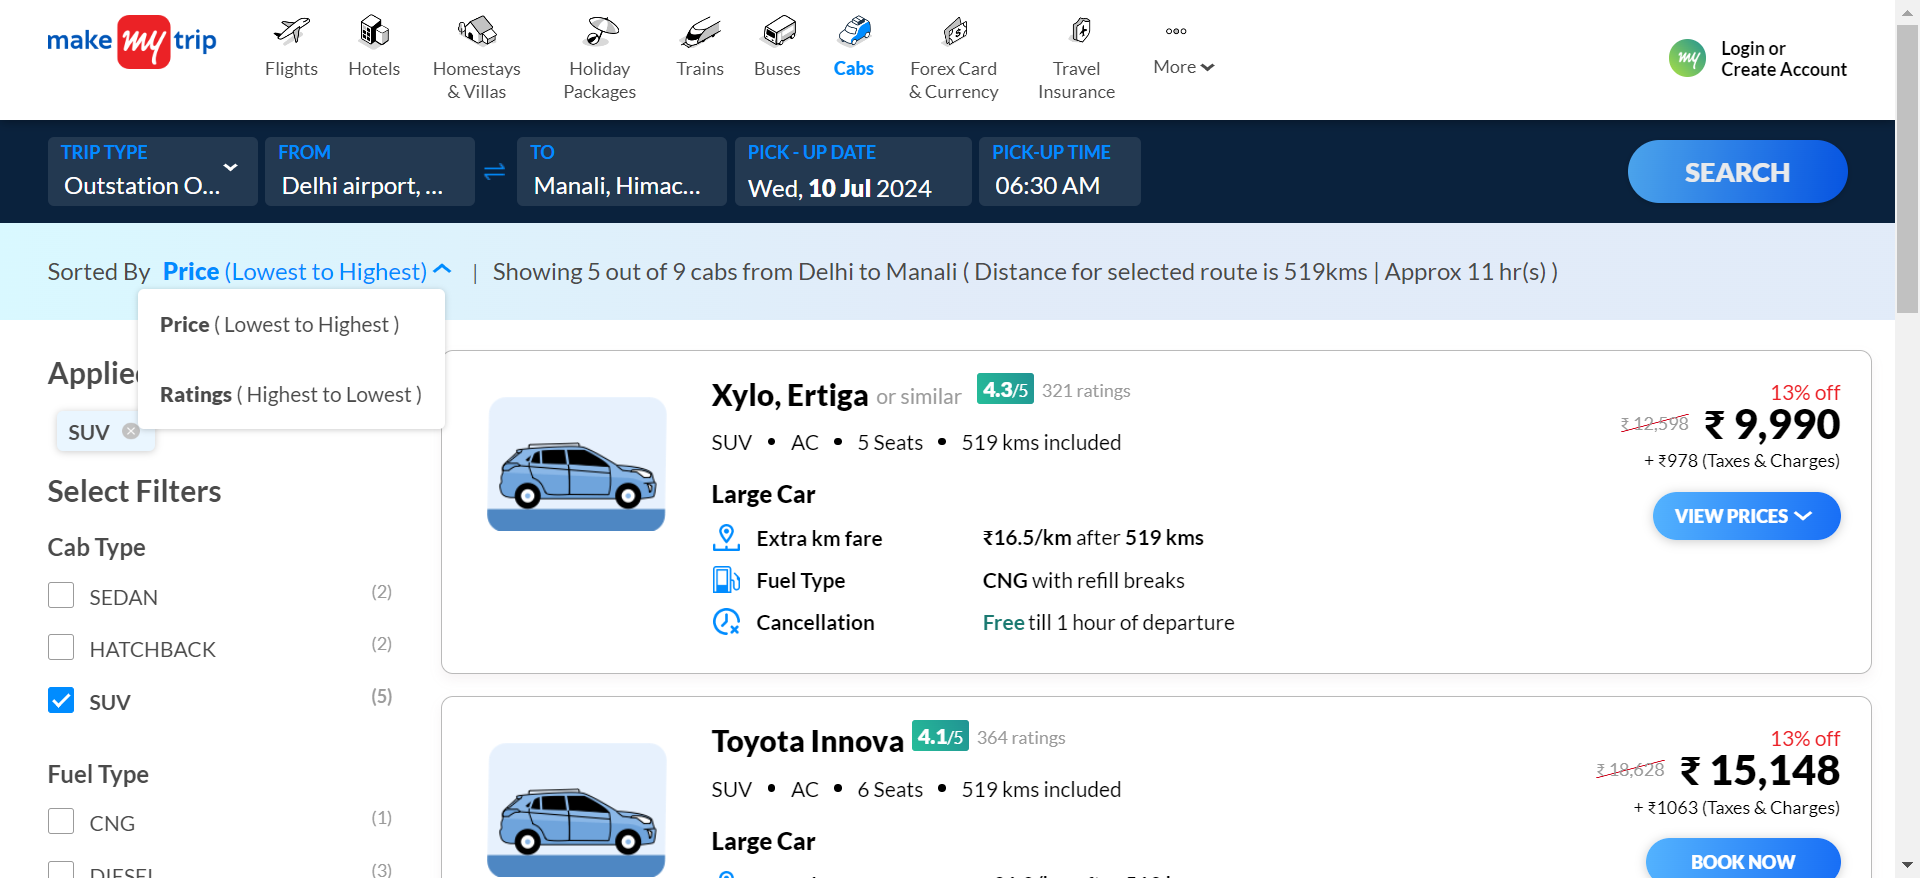 make my trip
Flights
Hotels
Homestays
& Villas
Holiday
Packages
Trains
Buses
Cabs
Forex Card
& Currency
Travel
Insurance
More
my
Login or
Create Account
TRIP TYPE
Outstation O...
FROM
Delhi airport, ...
TO
Manali, Himac...
PICK - UP DATE
Wed, 10 Jul 2024
PICK-UP TIME
06:30 AM
SEARCH
Sorted By Price (Lowest to Highest) | Showing 5 out of 9 cabs from Delhi to Manali ( Distance for selected route is 519kms | Approx 11 hr(s) )
Price ( Lowest to Highest )
Ratings ( Highest to Lowest )
Applied
SUV
Select Filters
Cab Type
SEDAN (2)
HATCHBACK (2)
SUV (5)
Fuel Type
CNG (1)
DIESEL (3)
Xylo, Ertiga or similar 4.3/5 321 ratings
SUV • AC • 5 Seats • 519 kms included
Large Car
Extra km fare ₹16.5/km after 519 kms
Fuel Type CNG with refill breaks
Cancellation Free till 1 hour of departure
13% off
₹ 12,598 ₹ 9,990
+ ₹978 (Taxes & Charges)
VIEW PRICES
Toyota Innova 4.1/5 364 ratings
SUV • AC • 6 Seats • 519 kms included
Large Car
13% off
₹ 18,628 ₹ 15,148
+ ₹1063 (Taxes & Charges)
BOOK NOW